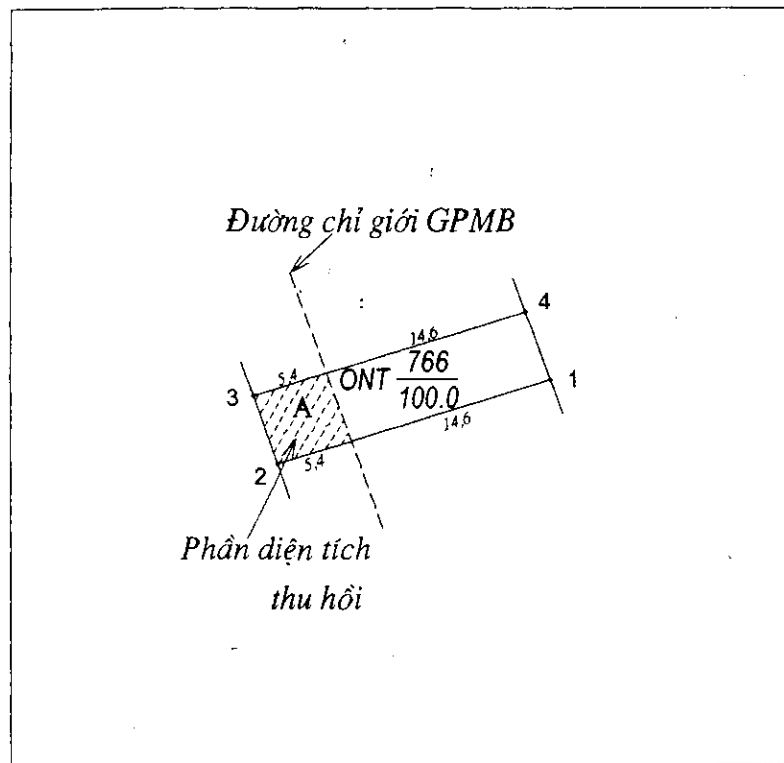 Đường chỉ giới GPMB
4
14,6
ONT 766
100.0
5,4
3
A
1
14,6
2
5,4
Phần diện tích
thu hồi